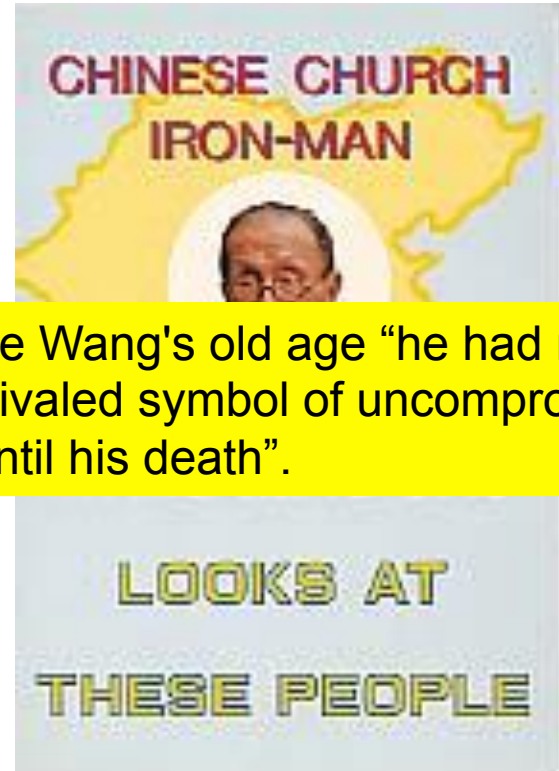 CHINESE CHURCH
IRON-MAN
e Wang's old age “he had
ivaled symbol of uncompro
ntil his death”.
LOOKS AT
THESE PEOPLE